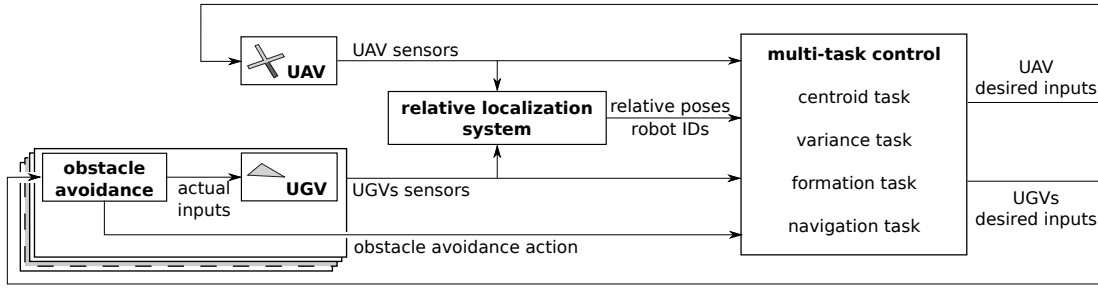 UAV
UAV sensors
multi-task control
centroid task
variance task
formation task
navigation task
UAV
desired inputs
relative localization
system
relative poses
robot IDs
obstacle
avoidance
actual
inputs
UGV
UGVs sensors
obstacle avoidance action
UGVs
desired inputs